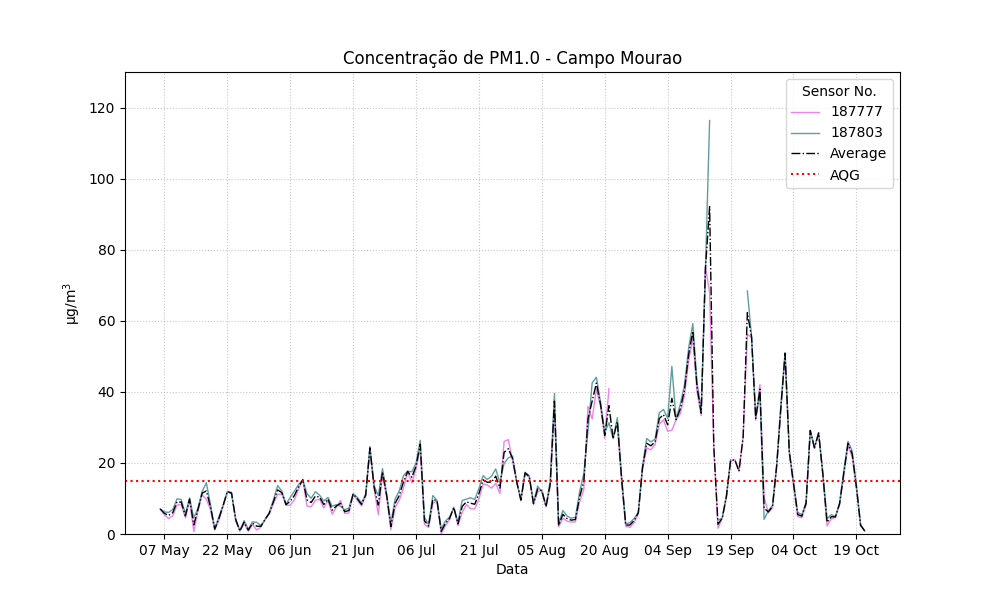 Concentração de PM1.0 - Campo Mourao
Sensor No.
187777
187803
Average
AQG
120
100
80
60
40
20
0
µg/m³
07 May 22 May 06 Jun 21 Jun 06 Jul 21 Jul 05 Aug 20 Aug 04 Sep 19 Sep 04 Oct 19 Oct
Data